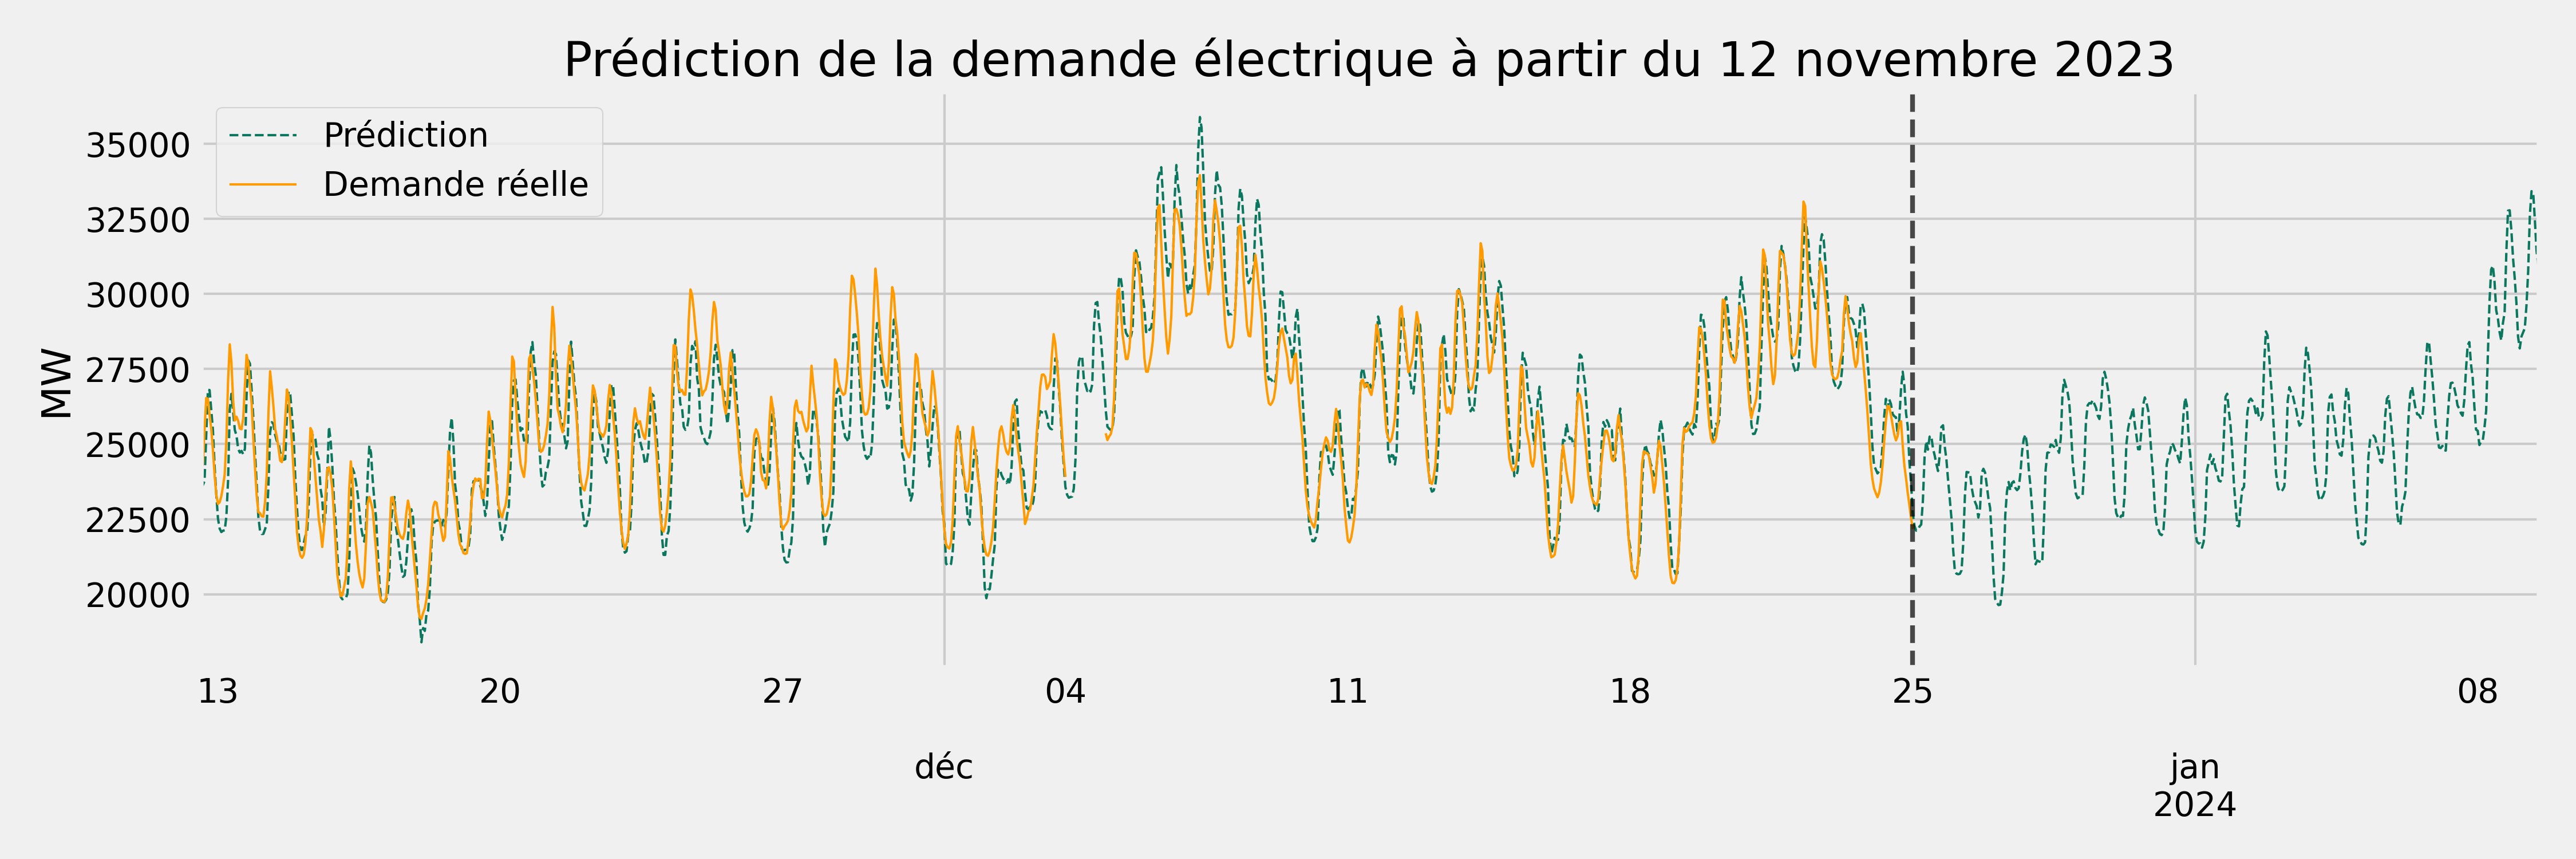 Prédiction de la demande électrique à partir du 12 novembre 2023
Prédiction
Demande réelle
35000
32500
30000
27500
25000
22500
20000
MW
13 20 27 04 11 18 25 08
déc jan
2024